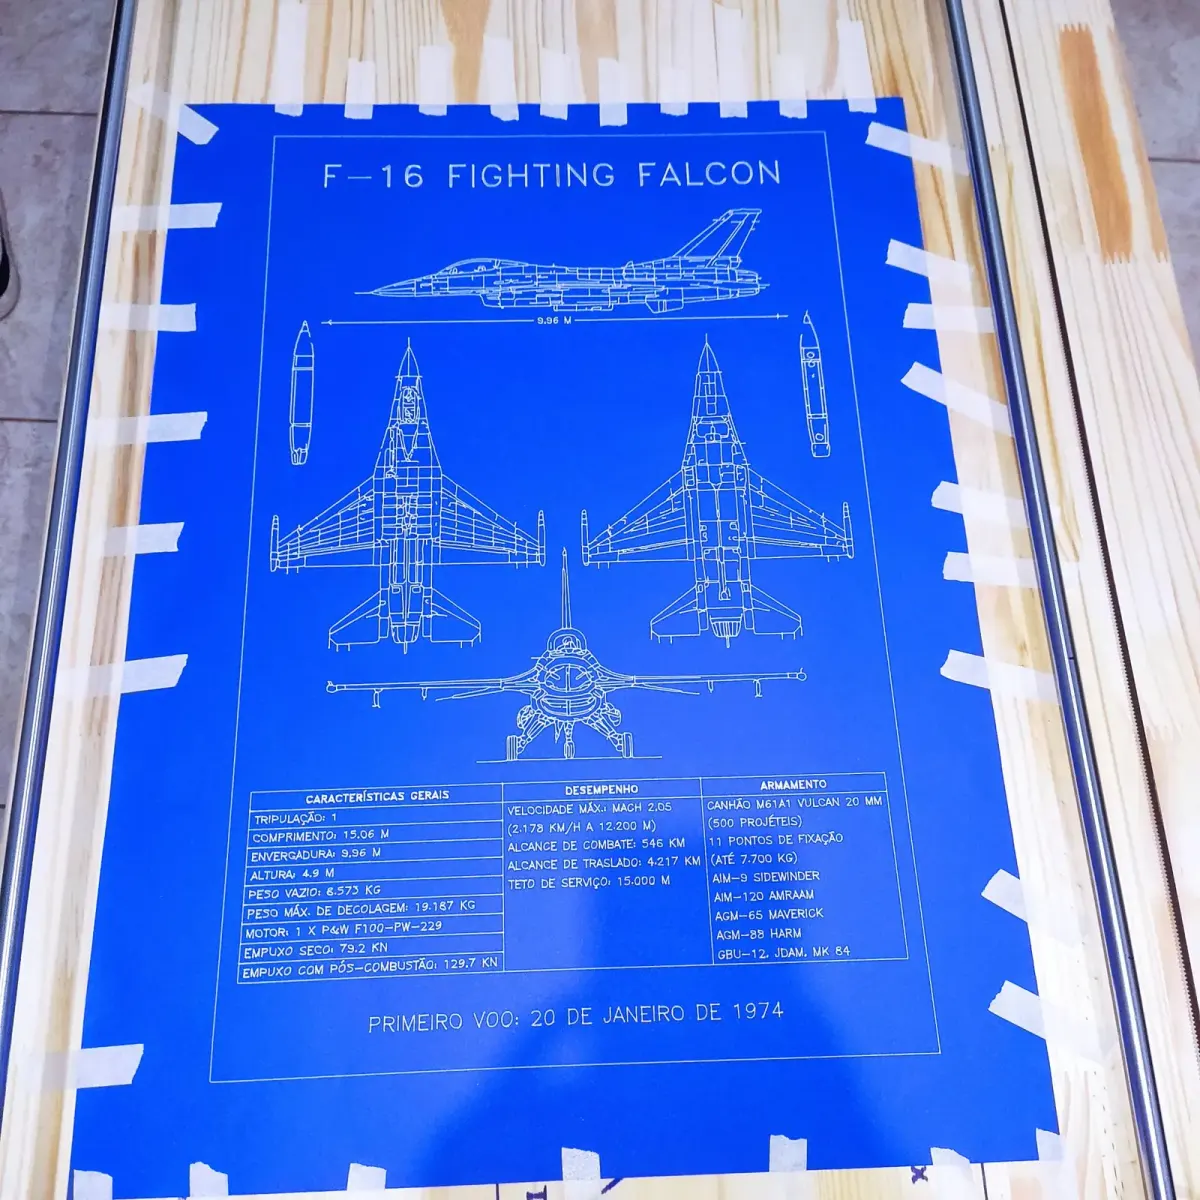 F-16 FIGHTING FALCON
9.96 M
CARACTERÍSTICAS GERAIS
TRIPULAÇÃO: 1
COMPRIMENTO: 15.06 M
ENVERGADURA: 9,96 M
ALTURA: 4.9 M
PESO VAZIO: 8.573 KG
PESO MÁX. DE DECOLAGEM: 19.187 KG
MOTOR: 1 X P&W F100-PW-229
EMPUXO SECO: 79.2 KN
EMPUXO COM PÓS-COMBUSTÃO: 129.7 KN
DESEMPENHO
VELOCIDADE MÁX.: MACH 2.05
(2.178 KM/H A 12.200 M)
ALCANCE DE COMBATE: 546 KM
ALCANCE DE TRASLADO: 4.217 KM
TETO DE SERVIÇO: 15.000 M
ARMAMENTO
CANHÃO M61A1 VULCAN 20 MM
(500 PROJÉTEIS)
11 PONTOS DE FIXAÇÃO
(ATÉ 7.700 KG)
AIM-9 SIDEWINDER
AIM-120 AMRAAM
AGM-65 MAVERICK
AGM-88 HARM
GBU-12, JDAM, MK 84
PRIMEIRO VOO: 20 DE JANEIRO DE 1974